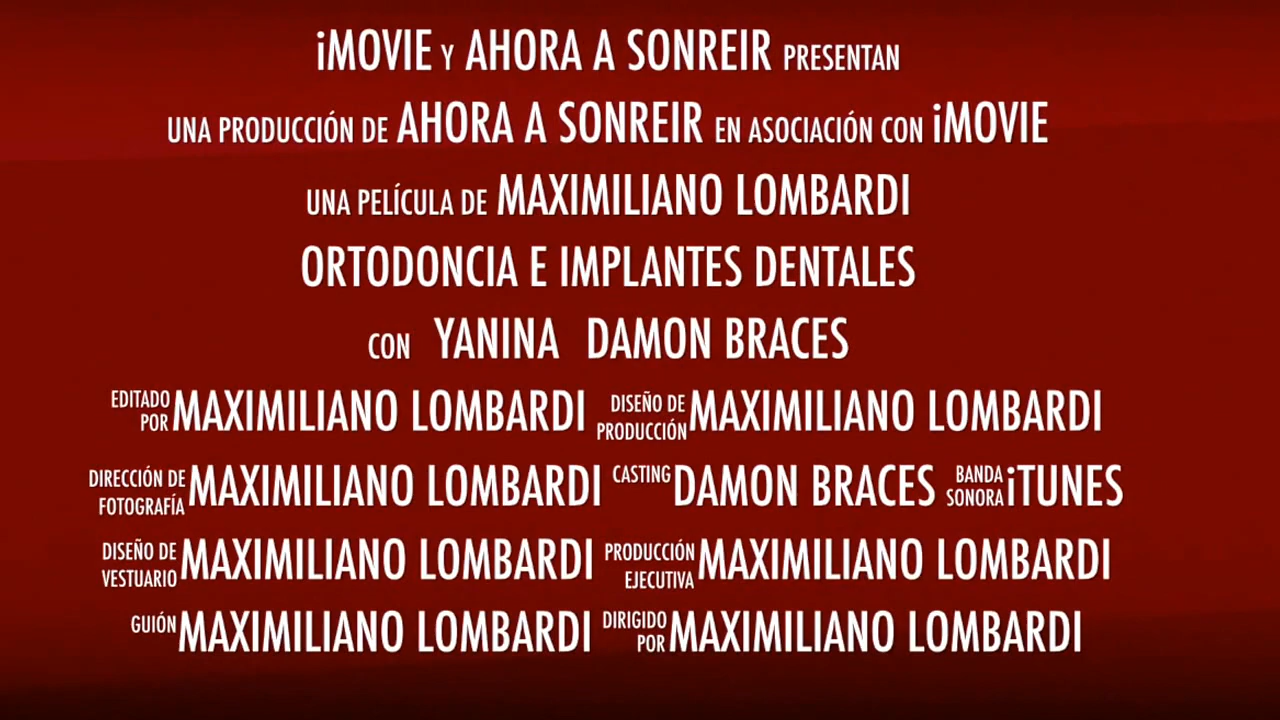 iMOVIE Y AHORA A SONREIR PRESENTAN
UNA PRODUCCIÓN DE AHORA A SONREIR EN ASOCIACIÓN CON iMOVIE
UNA PELÍCULA DE MAXIMILIANO LOMBARDI
ORTODONCIA E IMPLANTES DENTALES
CON YANINA DAMON BRACES
EDITADO POR MAXIMILIANO LOMBARDI DISEÑO DE PRODUCCIÓN MAXIMILIANO LOMBARDI
DIRECCIÓN DE FOTOGRAFÍA MAXIMILIANO LOMBARDI CASTING DAMON BRACES BANDA SONORA iTUNES
DISEÑO DE VESTUARIO MAXIMILIANO LOMBARDI PRODUCCIÓN EJECUTIVA MAXIMILIANO LOMBARDI
GUIÓN MAXIMILIANO LOMBARDI DIRIGIDO POR MAXIMILIANO LOMBARDI